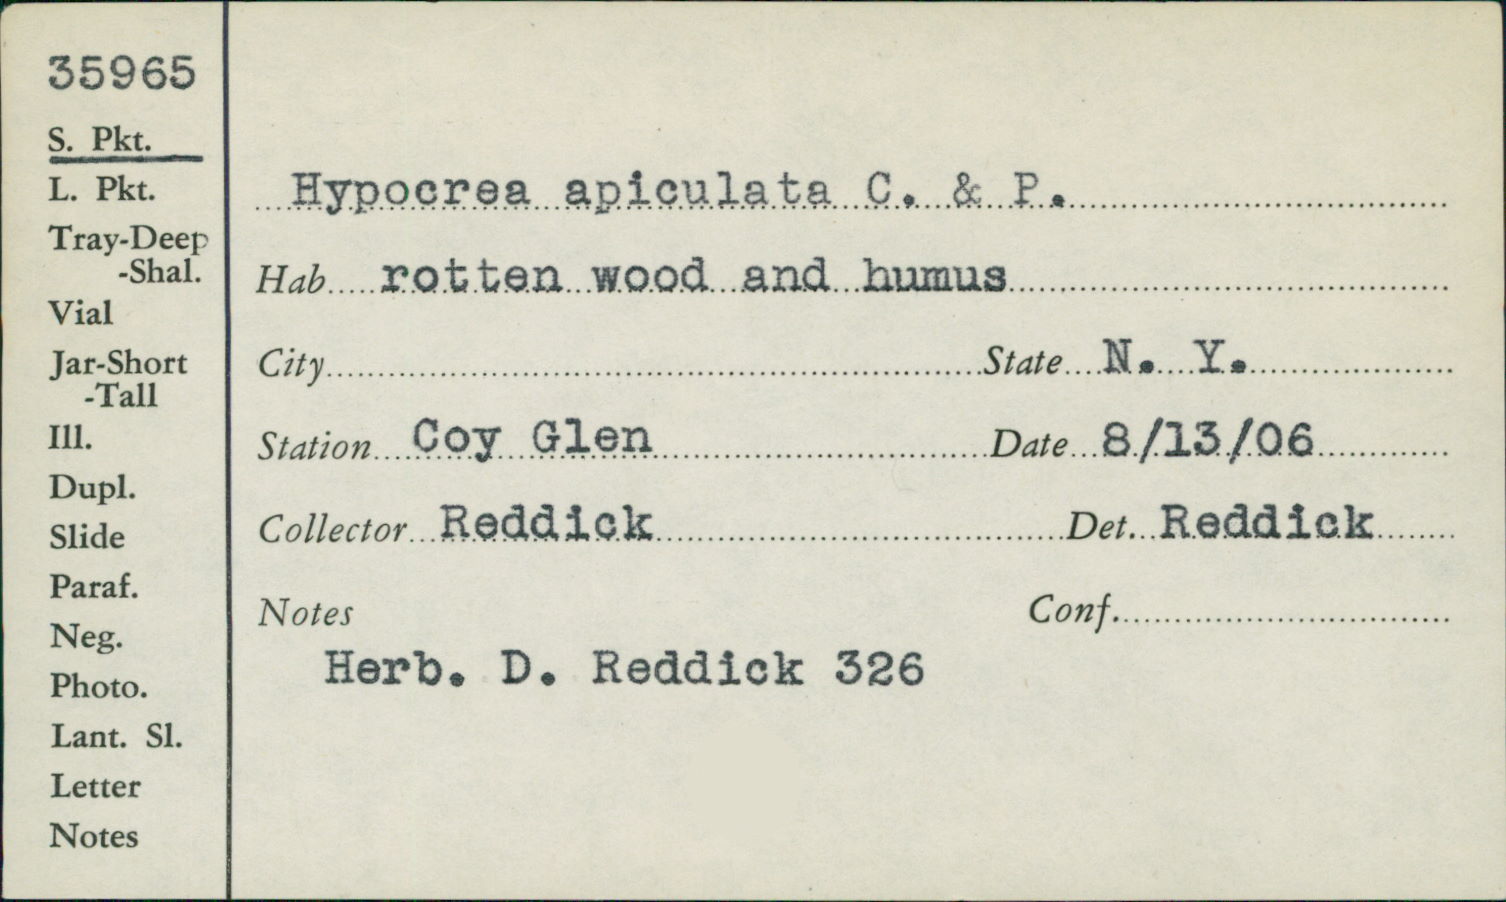 35965
S. Pkt.
L. Pkt.
Tray-Deep
-Shal.
Vial
Jar-Short
-Tall
Ill.
Dupl.
Slide
Paraf.
Neg.
Photo.
Lant. Sl.
Letter
Notes
Hypocrea apiculata C. & P.
Hab rotten wood and humus
City State N. Y.
Station Coy Glen Date 8/13/06
Collector Reddick Det. Reddick
Notes Conf.
Herb. D. Reddick 326